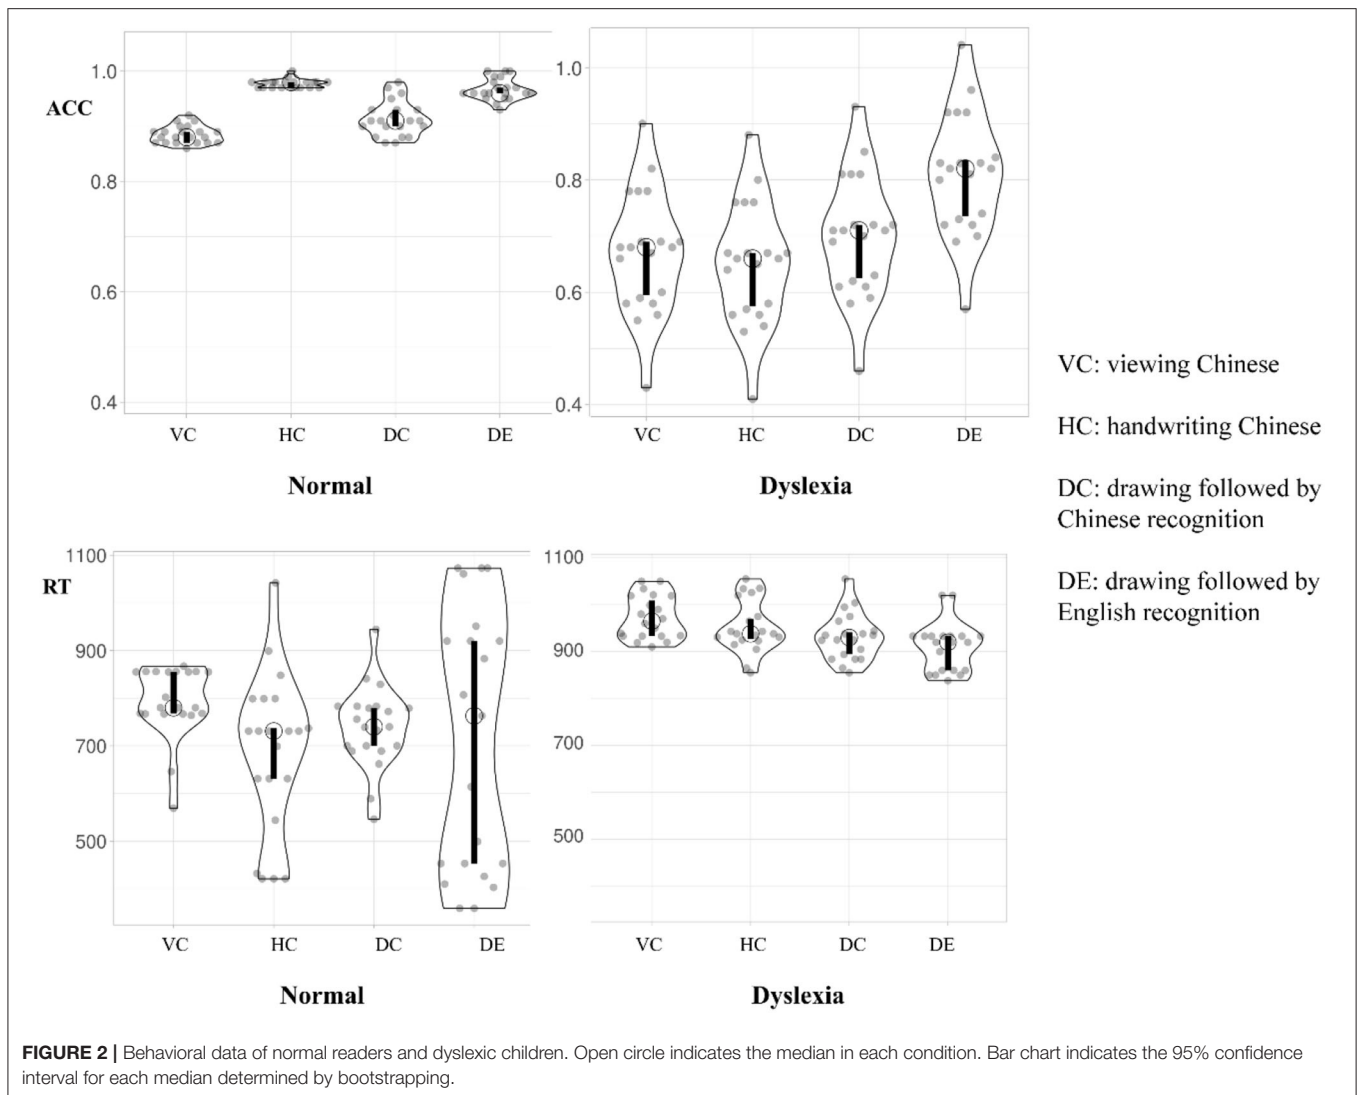 1.0
ACC
0.8
0.6
0.4
VC HC DC DE
Normal
1.0
0.8
0.6
0.4
VC HC DC DE
Dyslexia
VC: viewing Chinese
HC: handwriting Chinese
DC: drawing followed by
Chinese recognition
DE: drawing followed by
English recognition
1100
RT
900
700
500
VC HC DC DE
Normal
1100
900
700
500
VC HC DC DE
Dyslexia
FIGURE 2 | Behavioral data of normal readers and dyslexic children. Open circle indicates the median in each condition. Bar chart indicates the 95% confidence
interval for each median determined by bootstrapping.